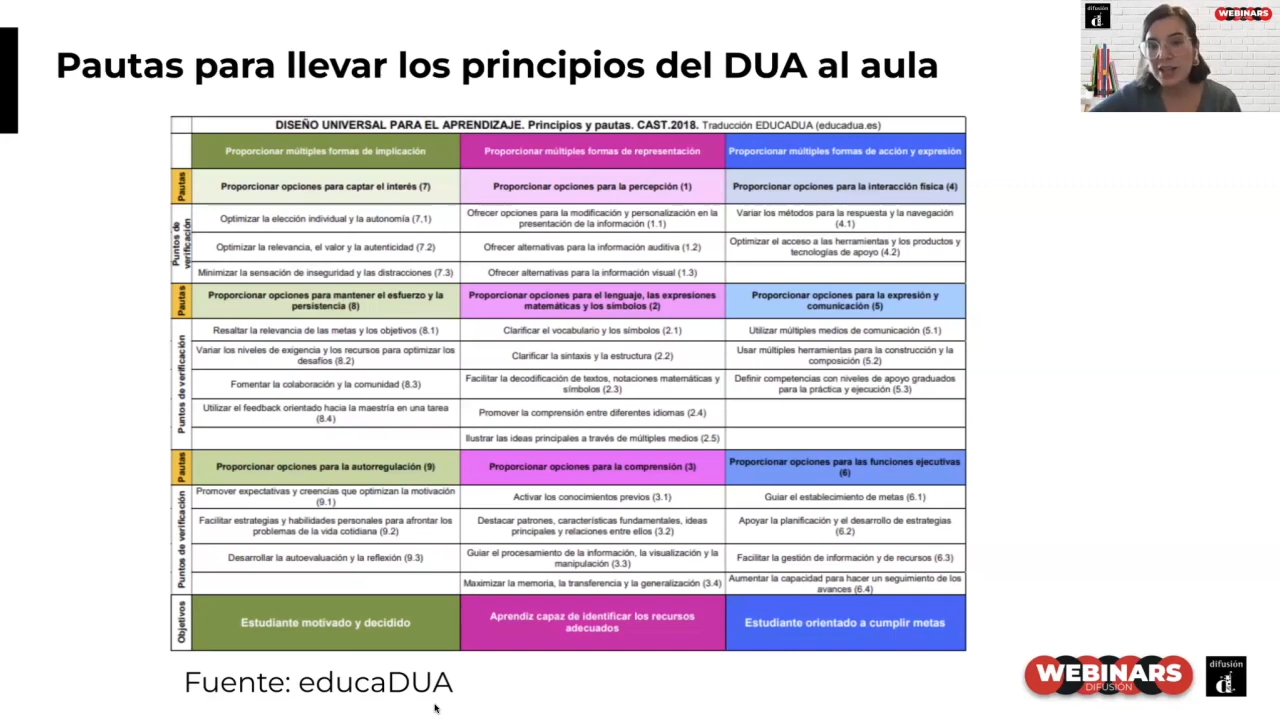 Pautas para llevar los principios del DUA al aula
difusión
WEBINARS
DISEÑO UNIVERSAL PARA EL APRENDIZAJE. Principios y pautas. CAST.2018. Traducción EDUCADUA (educadua.es)
Proporcionar múltiples formas de implicación
Proporcionar múltiples formas de representación
Proporcionar múltiples formas de acción y expresión
Pautas
Proporcionar opciones para captar el interés (7)
Proporcionar opciones para la percepción (1)
Proporcionar opciones para la interacción física (4)
Puntos de
verificación
Optimizar la elección individual y la autonomía (7.1)
Ofrecer opciones para la modificación y personalización en la
presentación de la información (1.1)
Variar los métodos para la respuesta y la navegación
(4.1)
Optimizar la relevancia, el valor y la autenticidad (7.2)
Ofrecer alternativas para la información auditiva (1.2)
Optimizar el acceso a las herramientas y los productos y
tecnologías de apoyo (4.2)
Minimizar la sensación de inseguridad y las distracciones (7.3)
Ofrecer alternativas para la información visual (1.3)
Pautas
Proporcionar opciones para mantener el esfuerzo y la
persistencia (8)
Proporcionar opciones para el lenguaje, las expresiones
matemáticas y los símbolos (2)
Proporcionar opciones para la expresión y
comunicación (5)
Puntos de verificación
Resaltar la relevancia de las metas y los objetivos (8.1)
Clarificar el vocabulario y los símbolos (2.1)
Utilizar múltiples medios de comunicación (5.1)
Variar los niveles de exigencia y los recursos para optimizar los
desafíos (8.2)
Clarificar la sintaxis y la estructura (2.2)
Usar múltiples herramientas para la construcción y la
composición (5.2)
Fomentar la colaboración y la comunidad (8.3)
Facilitar la decodificación de textos, notaciones matemáticas y
símbolos (2.3)
Definir competencias con niveles de apoyo graduados
para la práctica y ejecución (5.3)
Utilizar el feedback orientado hacia la maestría en una tarea
(8.4)
Promover la comprensión entre diferentes idiomas (2.4)
Ilustrar las ideas principales a través de múltiples medios (2.5)
Pautas
Proporcionar opciones para la autorregulación (9)
Proporcionar opciones para la comprensión (3)
Proporcionar opciones para las funciones ejecutivas
(6)
Puntos de verificación
Promover expectativas y creencias que optimizan la motivación
(9.1)
Activar los conocimientos previos (3.1)
Guiar el establecimiento de metas (6.1)
Facilitar estrategias y habilidades personales para afrontar los
problemas de la vida cotidiana (9.2)
Destacar patrones, características fundamentales, ideas
principales y relaciones entre ellos (3.2)
Apoyar la planificación y el desarrollo de estrategias
(6.2)
Desarrollar la autoevaluación y la reflexión (9.3)
Guiar el procesamiento de la información, la visualización y la
manipulación (3.3)
Facilitar la gestión de información y de recursos (6.3)
Maximizar la memoria, la transferencia y la generalización (3.4)
Aumentar la capacidad para hacer un seguimiento de los
avances (6.4)
Objetivos
Estudiante motivado y decidido
Aprendiz capaz de identificar los recursos
adecuados
Estudiante orientado a cumplir metas
Fuente: educaDUA
WEBINARS
DIFUSIÓN
difusión